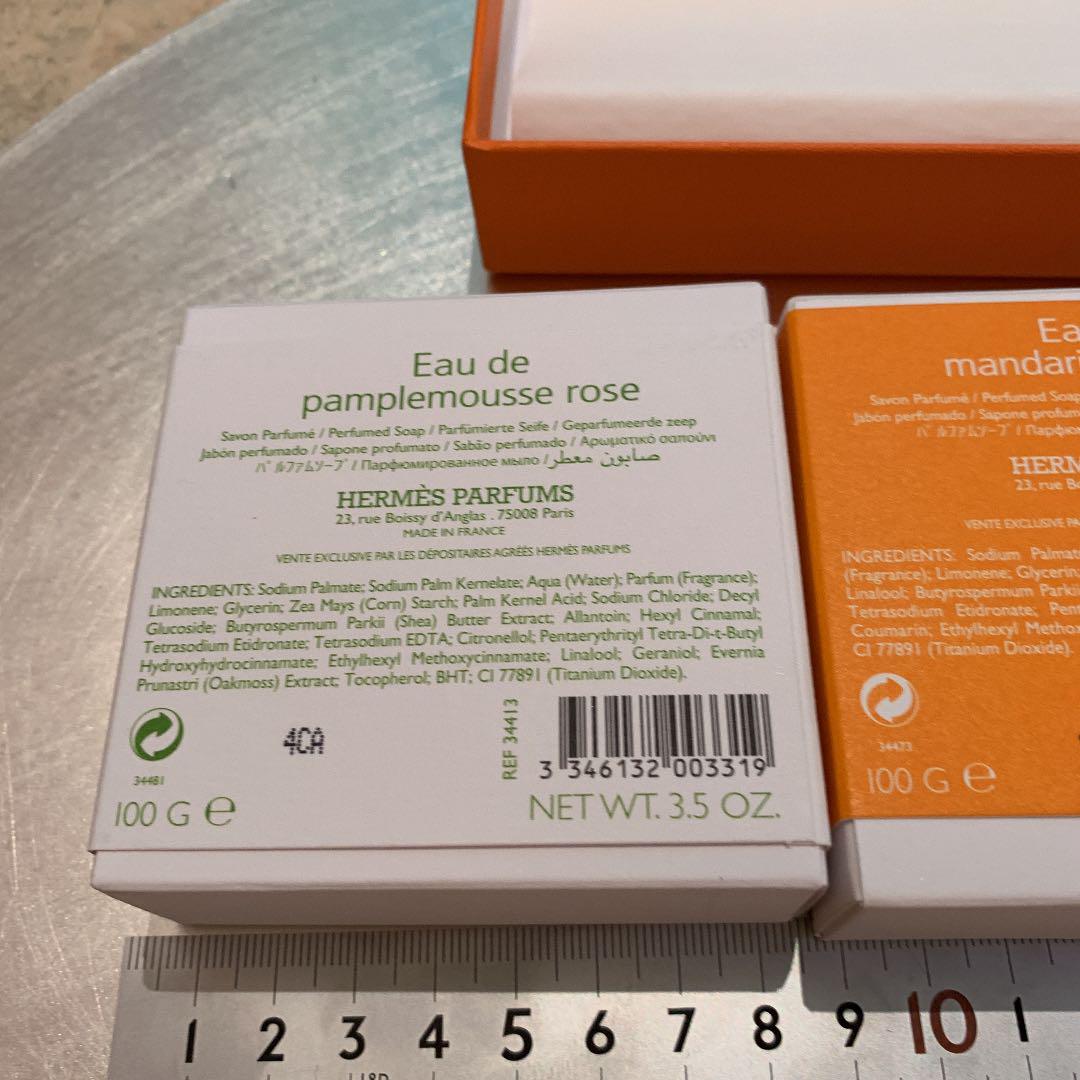 Eau de
pamplemousse rose
Savon Parfumé / Perfumed Soap / Parfümierte Seife / Geparfumeerde zeep
Jabón perfumado / Sapone profumato / Sabão perfumado / Αρωματικό σαπούνι
パルファムソープ / Парфюмированное мыло / صابون معطر
HERMÈS PARFUMS
23, rue Boissy d'Anglas . 75008 Paris
MADE IN FRANCE
VENTE EXCLUSIVE PAR LES DÉPOSITAIRES AGRÉÉS HERMÈS PARFUMS
INGREDIENTS: Sodium Palmate; Sodium Palm Kernelate; Aqua (Water); Parfum (Fragrance);
Limonene; Glycerin; Zea Mays (Corn) Starch; Palm Kernel Acid; Sodium Chloride; Decyl
Glucoside; Butyrospermum Parkii (Shea) Butter Extract; Allantoin; Hexyl Cinnamal;
Tetrasodium Etidronate; Tetrasodium EDTA; Citronellol; Pentaerythrityl Tetra-Di-t-Butyl
Hydroxyhydrocinnamate; Ethylhexyl Methoxycinnamate; Linalool; Geraniol; Evernia
Prunastri (Oakmoss) Extract; Tocopherol; BHT; CI 77891 (Titanium Dioxide).
34481
4CA
REF 34413
3 346132 003319
100 G e
NET WT. 3.5 OZ.
Ea
mandari
Savon Parfumé / Perfumed Soap
Jabón perfumado / Sapone profum
パルファムソープ / Парфю
HERM
23, rue Bo
VENTE EXCLUSIVE PA
INGREDIENTS: Sodium Palmat
(Fragrance); Limonene; Glycerin
Linalool; Butyrospermum Parki
Tetrasodium Etidronate; Pent
Coumarin; Ethylhexyl Methox
CI 77891 (Titanium Dioxide).
34473
100 G e
1 2 3 4 5 6 7 8 9 10 1